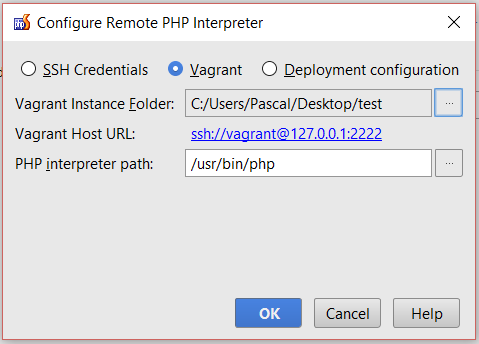 Configure Remote PHP Interpreter
SSH Credentials Vagrant Deployment configuration
Vagrant Instance Folder: C:/Users/Pascal/Desktop/test ...
Vagrant Host URL: ssh://vagrant@127.0.0.1:2222
PHP interpreter path: /usr/bin/php ...
OK Cancel Help